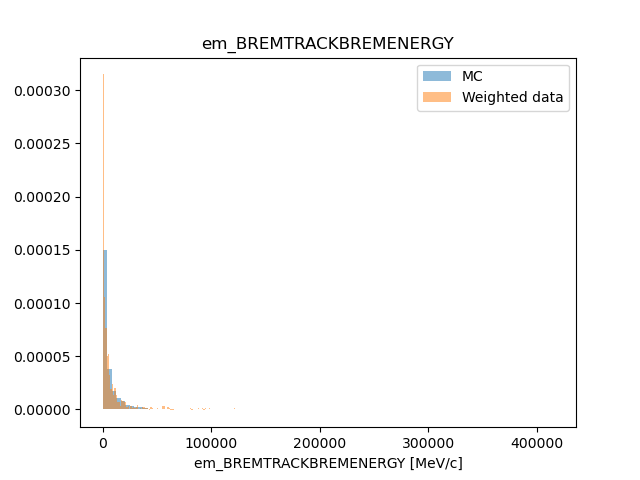 em_BREMTRACKBREMENERGY
MC
Weighted data
0.00030
0.00025
0.00020
0.00015
0.00010
0.00005
0.00000
0 100000 200000 300000 400000
em_BREMTRACKBREMENERGY [MeV/c]